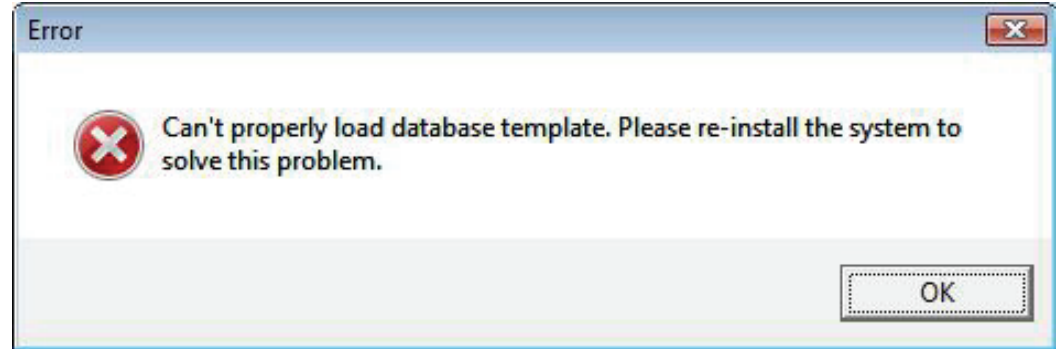 Error
Can't properly load database template. Please re-install the system to
solve this problem.
OK